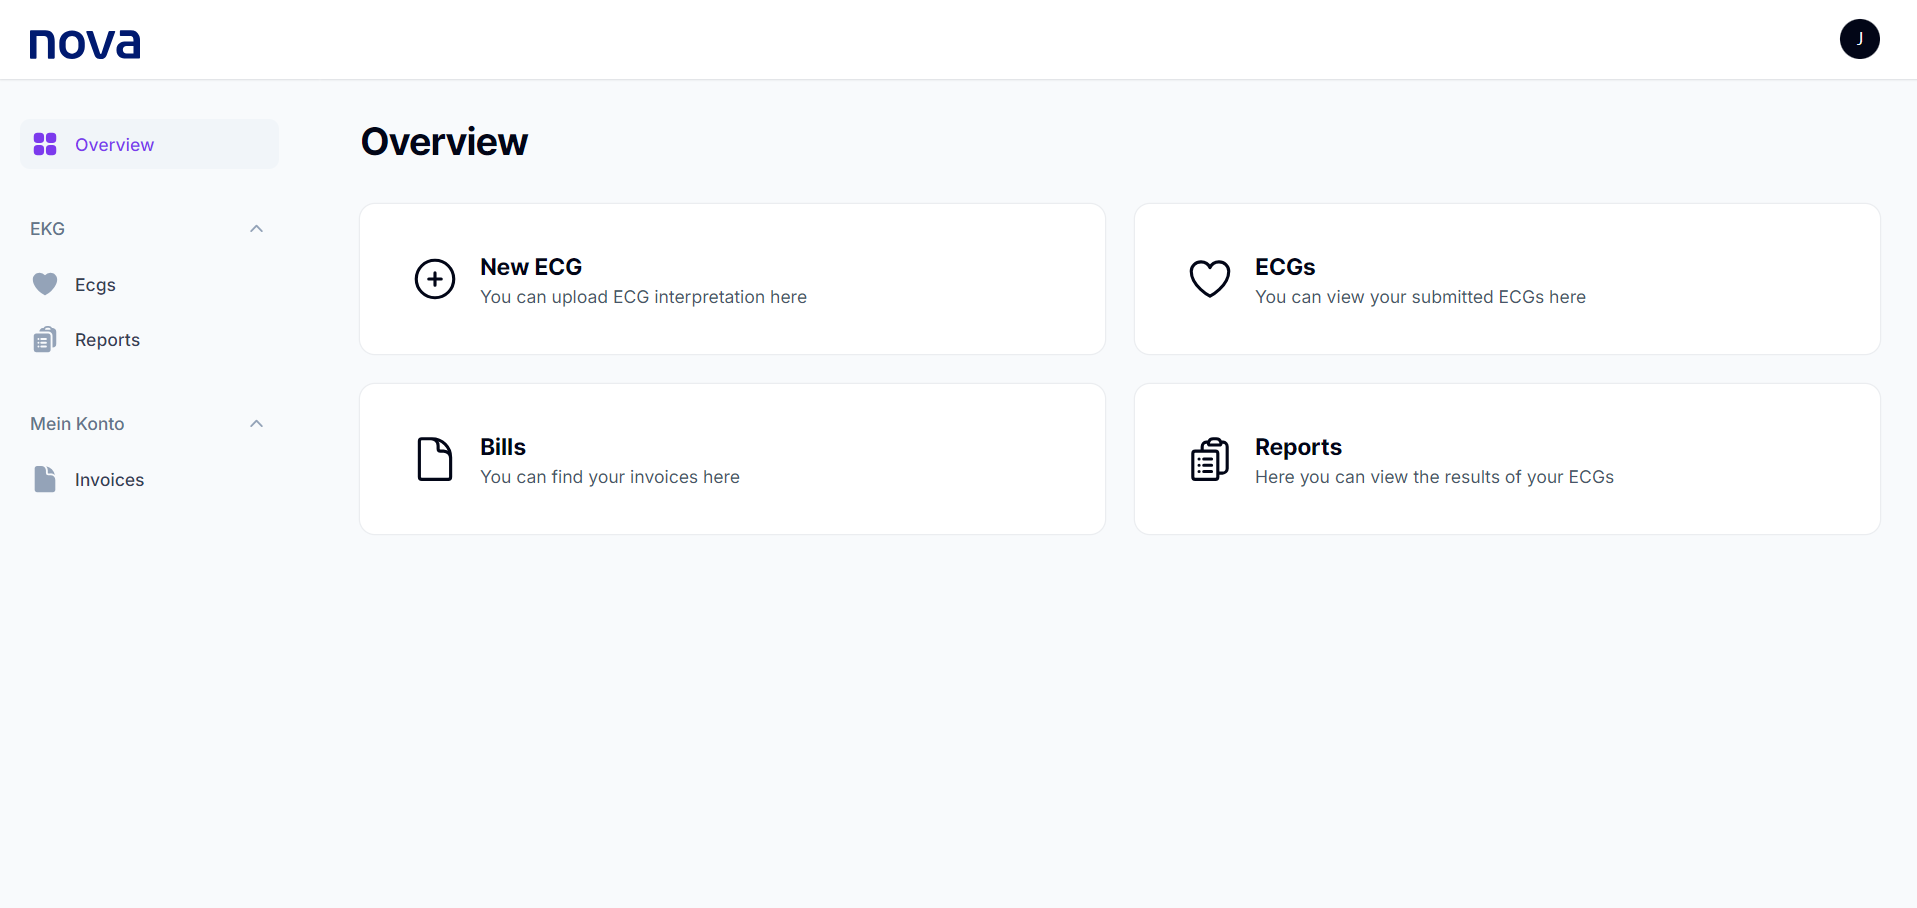 nova
J
Overview
EKG
Ecgs
Reports
Mein Konto
Invoices
Overview
New ECG
You can upload ECG interpretation here
ECGs
You can view your submitted ECGs here
Bills
You can find your invoices here
Reports
Here you can view the results of your ECGs